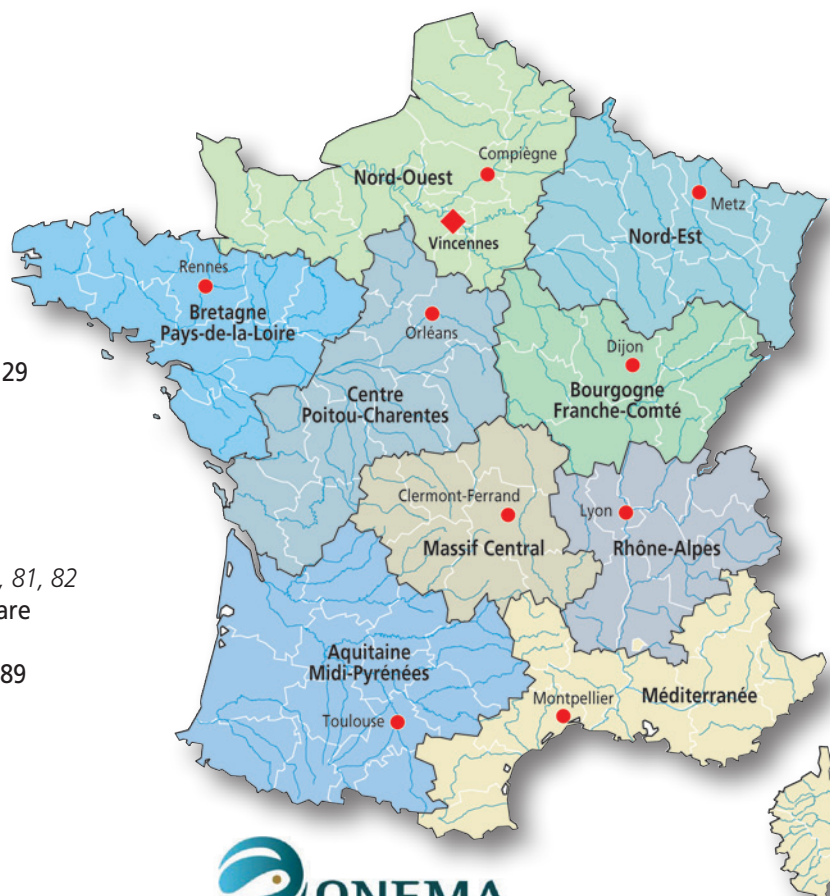 Compiègne
Nord-Ouest
Metz
Vincennes
Nord-Est
Rennes
Bretagne
Pays-de-la-Loire
Orléans
Dijon
29
Bourgogne
Franche-Comté
Centre
Poitou-Charentes
Clermont-Ferrand
Lyon
Massif Central
Rhône-Alpes
, 81, 82
are
Aquitaine
Midi-Pyrénées
89
Méditerranée
Montpellier
Toulouse
ONEMA